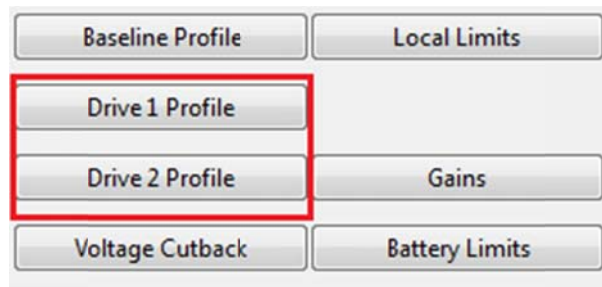 Baseline Profile Local Limits
Drive 1 Profile
Drive 2 Profile Gains
Voltage Cutback Battery Limits